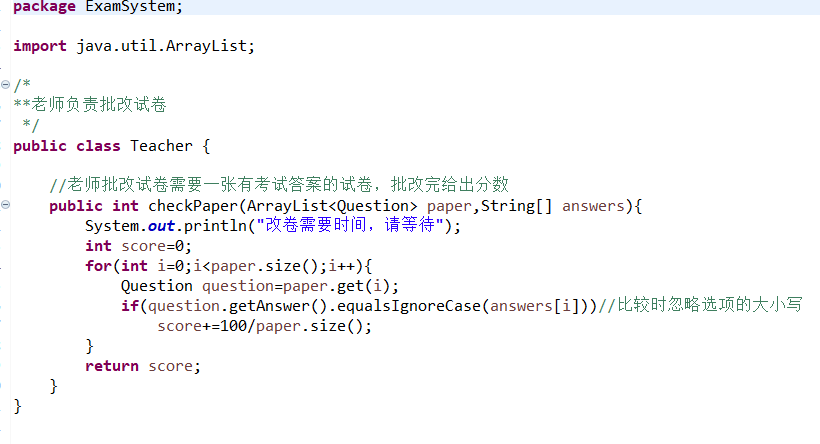 package ExamSystem;
import java.util.ArrayList;
/*
**老师负责批改试卷
*/
public class Teacher {
//老师批改试卷需要一张有考试答案的试卷，批改完给出分数
public int checkPaper(ArrayList<Question> paper,String[] answers){
System.out.println("改卷需要时间，请等待");
int score=0;
for(int i=0;i<paper.size();i++){
Question question=paper.get(i);
if(question.getAnswer().equalsIgnoreCase(answers[i]))//比较时忽略选项的大小写
score+=100/paper.size();
}
return score;
}
}